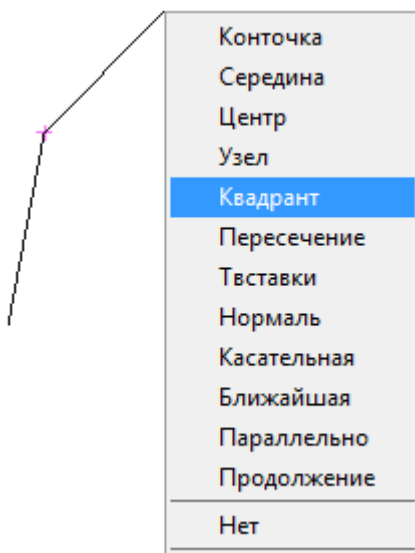 Конточка
Середина
Центр
Узел
Квадрант
Пересечение
Твставки
Нормаль
Касательная
Ближайшая
Параллельно
Продолжение
Нет